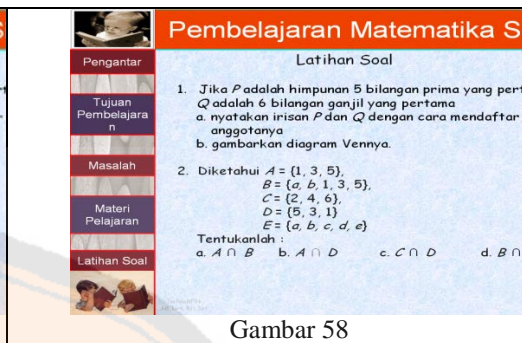 Pembelajaran Matematika S
Pengantar
Tujuan
Pembelajara
n
Masalah
Materi
Pelajaran
Latihan Soal
Latihan Soal
1. Jika P adalah himpunan 5 bilangan prima yang pert
Q adalah 6 bilangan ganjil yang pertama
a. nyatakan irisan P dan Q dengan cara mendaftar
anggotanya
b. gambarkan diagram Vennya.
2. Diketahui A = {1, 3, 5},
B = {a, b, 1, 3, 5},
C = {2, 4, 6},
D = {5, 3, 1}
E = {a, b, c, d, e}
Tentukanlah :
a. A ∩ B b. A ∩ D c. C ∩ D d. B ∩
Gambar 58